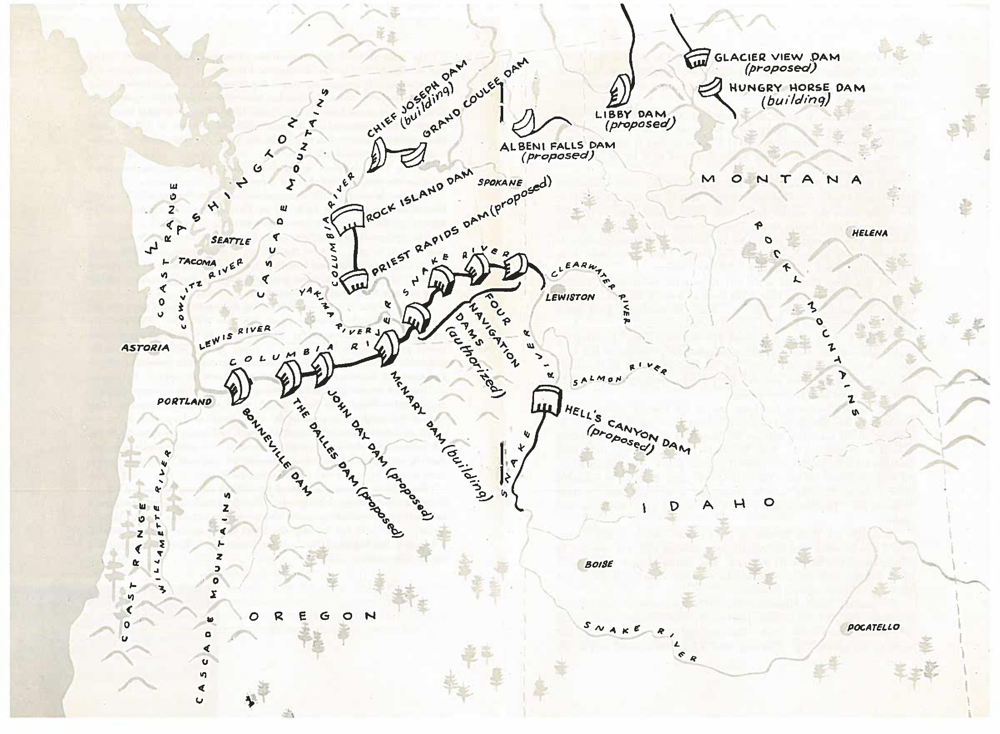 GLACIER VIEW DAM
(proposed)
HUNGRY HORSE DAM
(building)
LIBBY DAM
(proposed)
CHIEF JOSEPH DAM
(building)
GRAND COULEE DAM
ALBENI FALLS DAM
(proposed)
WASHINGTON
CASCADE MOUNTAINS
COAST RANGE
MONTANA
COLUMBIA RIVER
ROCK ISLAND DAM
SPOKANE
PRIEST RAPIDS DAM (proposed)
SEATTLE
TACOMA
COWLITZ RIVER
YAKIMA RIVER
SNAKE RIVER
CLEARWATER RIVER
LEWISTON
HELENA
ROCKY MOUNTAINS
FOUR
NAVIGATION
DAMS
(authorized)
LEWIS RIVER
ASTORIA
COLUMBIA RIVER
PORTLAND
BONNEVILLE DAM
THE DALLES DAM (proposed)
JOHN DAY DAM (proposed)
McNARY DAM (building)
SALMON RIVER
HELL'S CANYON DAM
(proposed)
SNAKE RIVER
WILLAMETTE RIVER
COAST RANGE
CASCADE MOUNTAINS
IDAHO
BOISE
OREGON
SNAKE RIVER
POCATELLO